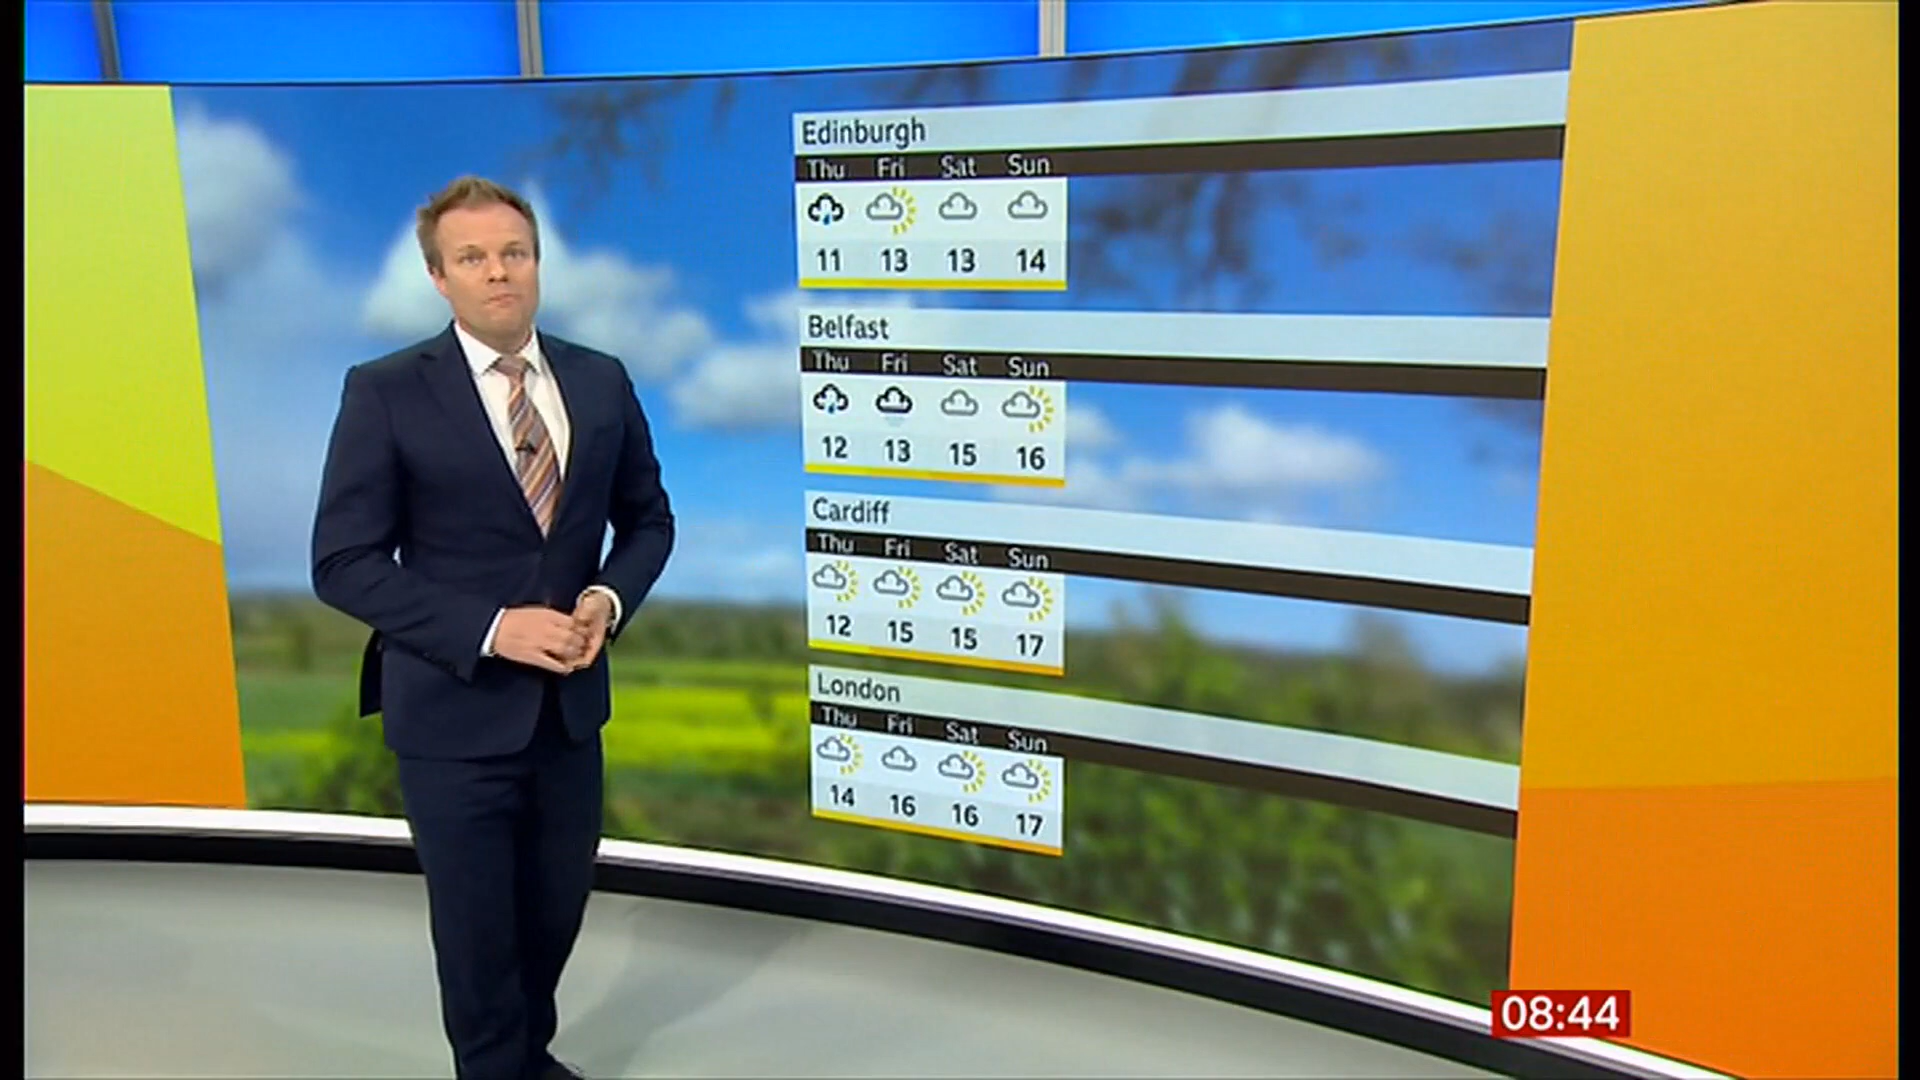 Edinburgh
Thu Fri Sat Sun
11 13 13 14
Belfast
Thu Fri Sat Sun
12 13 15 16
Cardiff
Thu Fri Sat Sun
12 15 15 17
London
Thu Fri Sat Sun
14 16 16 17
08:44